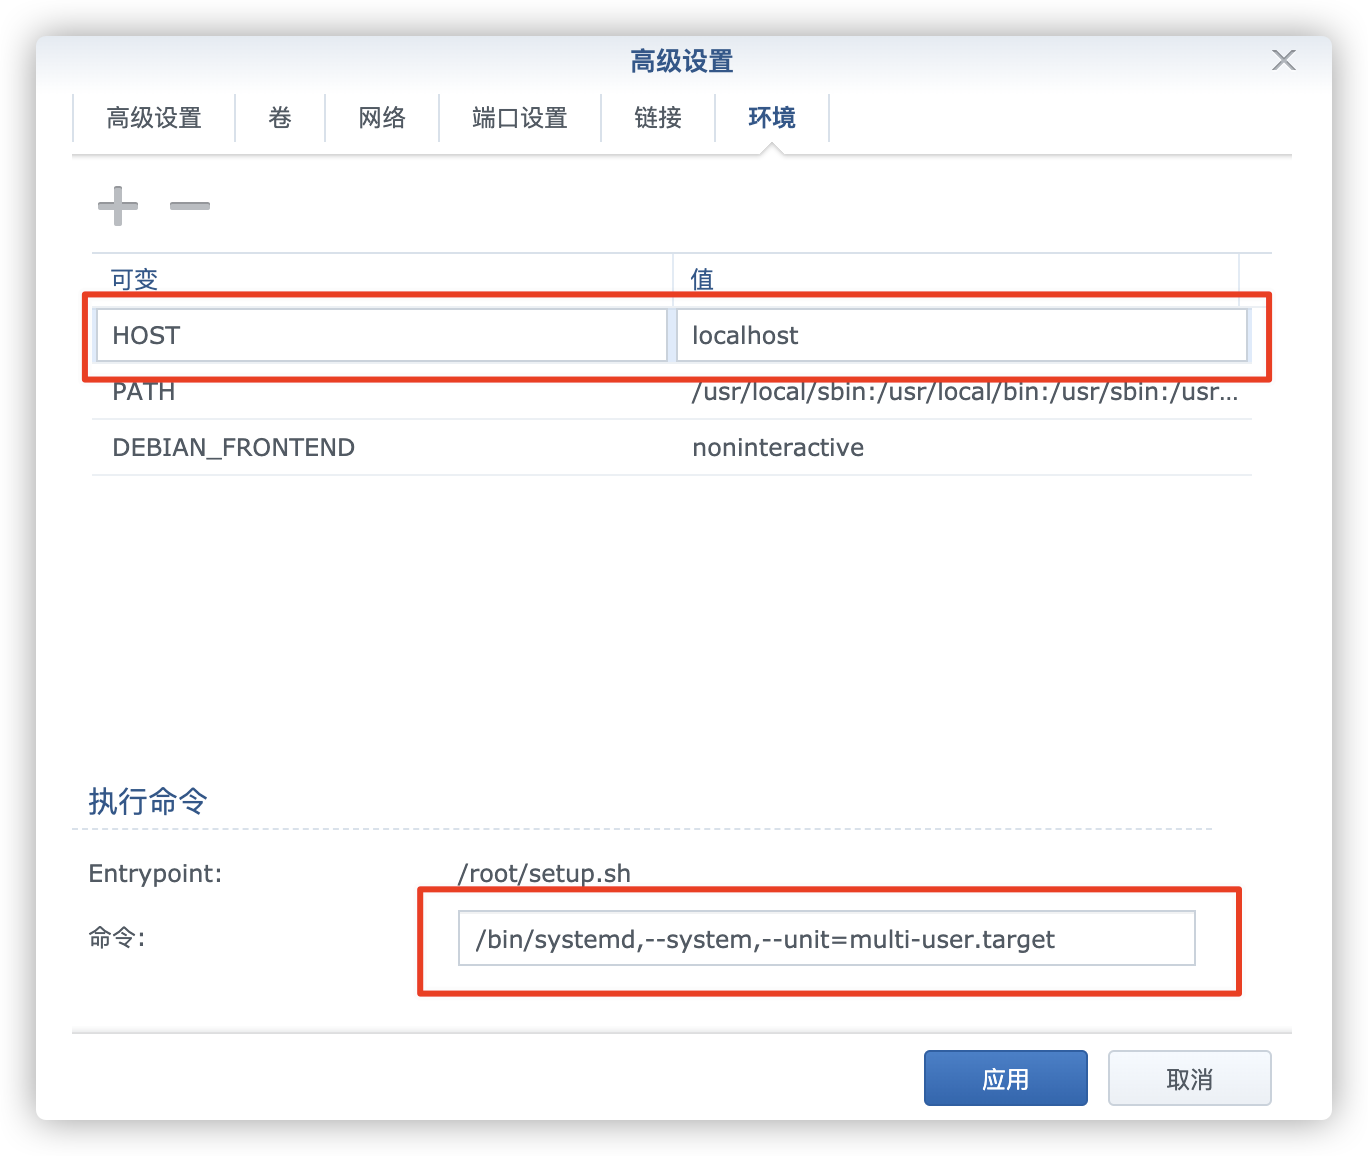 高级设置
高级设置 卷 网络 端口设置 链接 环境
可变 值
HOST localhost
PATH /usr/local/sbin:/usr/local/bin:/usr/sbin:/usr...
DEBIAN_FRONTEND noninteractive
执行命令
Entrypoint: /root/setup.sh
命令: /bin/systemd,--system,--unit=multi-user.target
应用 取消